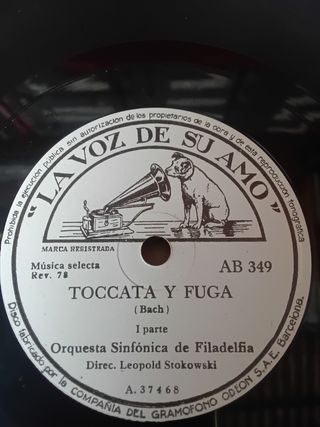 Prohibida la ejecución pública sin autorización de los propietarios de la obra y de esta reproducción fonográfica
"LA VOZ DE SU AMO"
MARCA REGISTRADA
Música selecta
Rev. 78
AB 349
TOCCATA Y FUGA
(Bach)
I parte
Orquesta Sinfónica de Filadelfia
Direc. Leopold Stokowski
A. 37468
Disco fabricado por la COMPAÑIA DEL GRAMOFONO ODEON S.A.E. Barcelona.